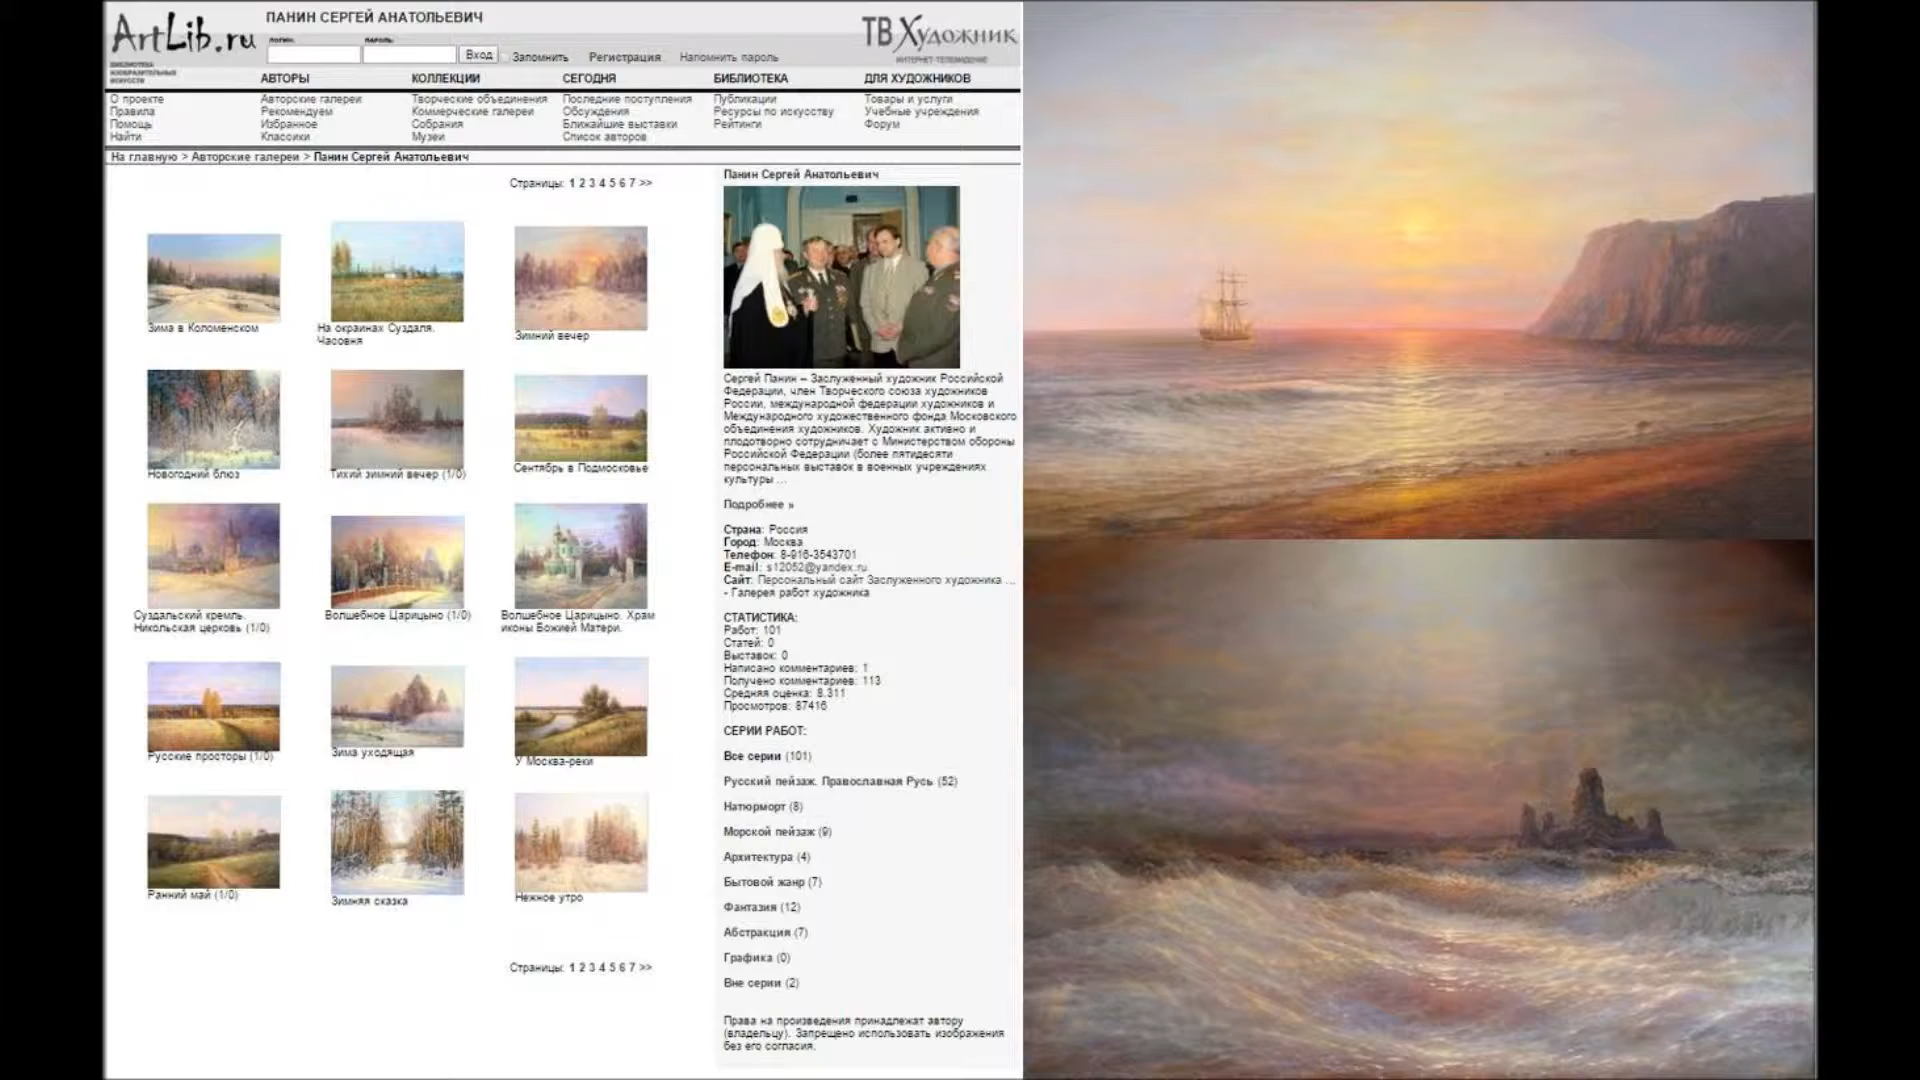 ArtLib.ru
БИБЛИОТЕКА
ИЗОБРАЗИТЕЛЬНЫХ
ИСКУССТВ
ПАНИН СЕРГЕЙ АНАТОЛЬЕВИЧ
логин: пароль:
Вход Запомнить Регистрация Напомнить пароль
ТВ Художник
ИНТЕРНЕТ-ТЕЛЕВИДЕНИЕ
АВТОРЫ КОЛЛЕКЦИИ СЕГОДНЯ БИБЛИОТЕКА ДЛЯ ХУДОЖНИКОВ
О проекте Авторские галереи Творческие объединения Последние поступления Публикации Товары и услуги
Правила Рекомендуем Коммерческие галереи Обсуждения Ресурсы по искусству Учебные учреждения
Помощь Избранное Собрания Ближайшие выставки Рейтинги Форум
Найти Классики Музеи Список авторов
На главную > Авторские галереи > Панин Сергей Анатольевич
Страницы: 1 2 3 4 5 6 7 >>
Зима в Коломенском
На окраинах Суздаля.
Часовня
Зимний вечер
Новогодний блюз
Тихий зимний вечер (1/0)
Сентябрь в Подмосковье
Суздальский кремль.
Никольская церковь (1/0)
Волшебное Царицыно (1/0)
Волшебное Царицыно. Храм
иконы Божией Матери.
Русские просторы (1/0)
Зима уходящая
У Москва-реки
Ранний май (1/0)
Зимняя сказка
Нежное утро
Страницы: 1 2 3 4 5 6 7 >>
Панин Сергей Анатольевич
Сергей Панин – Заслуженный художник Российской
Федерации, член Творческого союза художников
России, международной федерации художников и
Международного художественного фонда Московского
объединения художников. Художник активно и
плодотворно сотрудничает с Министерством обороны
Российской Федерации (более пятидесяти
персональных выставок в военных учреждениях
культуры ...
Подробнее »
Страна: Россия
Город: Москва
Телефон: 8-916-3543701
E-mail: s12052@yandex.ru
Сайт: Персональный сайт Заслуженного художника ...
- Галерея работ художника
СТАТИСТИКА:
Работ: 101
Статей: 0
Выставок: 0
Написано комментариев: 1
Получено комментариев: 113
Средняя оценка: 8.311
Просмотров: 87416
СЕРИИ РАБОТ:
Все серии (101)
Русский пейзаж. Православная Русь (52)
Натюрморт (8)
Морской пейзаж (9)
Архитектура (4)
Бытовой жанр (7)
Фантазия (12)
Абстракция (7)
Графика (0)
Вне серии (2)
Права на произведения принадлежат автору
(владельцу). Запрещено использовать изображения
без его согласия.